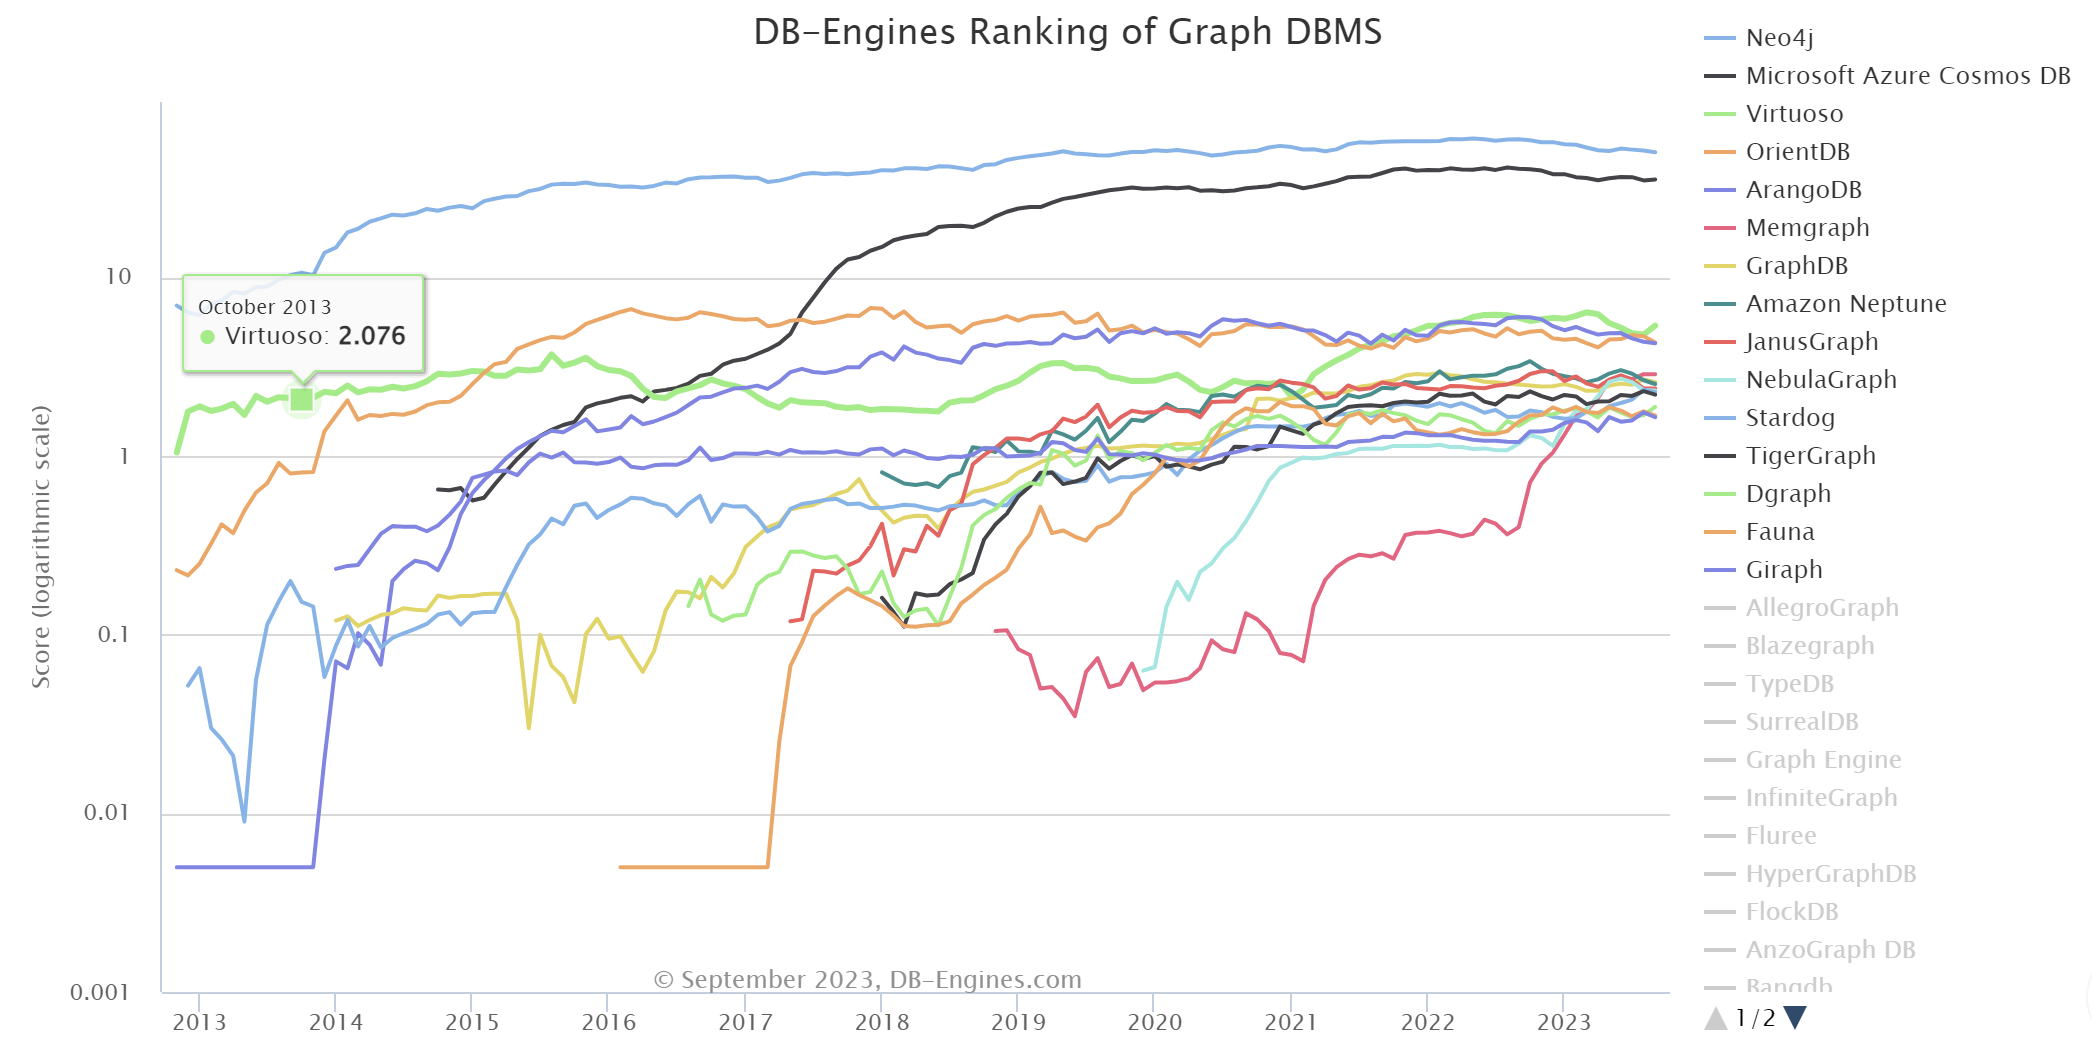 DB-Engines Ranking of Graph DBMS
Score (logarithmic scale)
10
1
0.1
0.01
0.001
October 2013
Virtuoso: 2.076
© September 2023, DB-Engines.com
2013 2014 2015 2016 2017 2018 2019 2020 2021 2022 2023
Neo4j
Microsoft Azure Cosmos DB
Virtuoso
OrientDB
ArangoDB
Memgraph
GraphDB
Amazon Neptune
JanusGraph
NebulaGraph
Stardog
TigerGraph
Dgraph
Fauna
Giraph
AllegroGraph
Blazegraph
TypeDB
SurrealDB
Graph Engine
InfiniteGraph
Fluree
HyperGraphDB
FlockDB
AnzoGraph DB
Bangdb
1/2